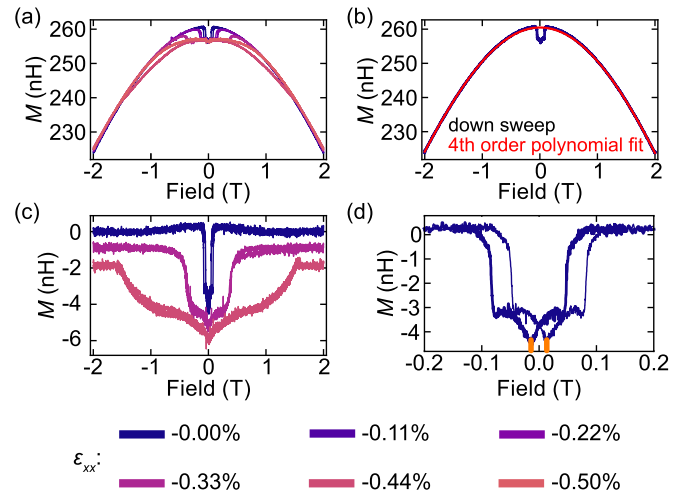 (a)
260
250
240
230
M (nH)
-2 -1 0 1 2
Field (T)
(b)
260
250
240
230
M (nH)
down sweep
4th order polynomial fit
-2 -1 0 1 2
Field (T)
(c)
0
-2
-4
-6
M (nH)
-2 -1 0 1 2
Field (T)
(d)
0
-1
-2
-3
-4
M (nH)
-0.2 -0.1 0.0 0.1 0.2
Field (T)
εxx:
-0.00% -0.11% -0.22%
-0.33% -0.44% -0.50%